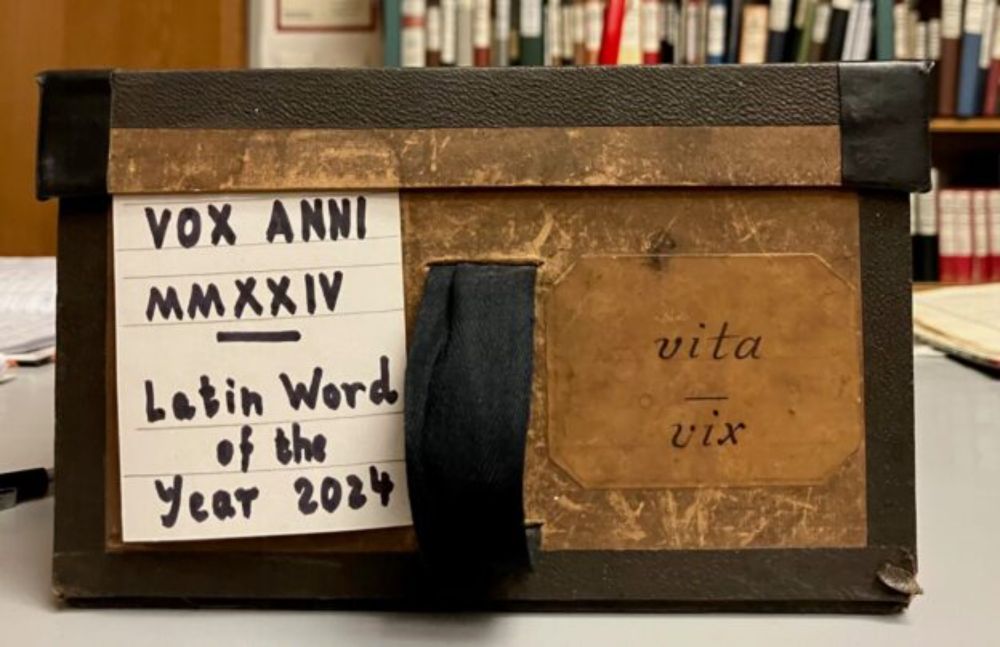 VOX ANNI
MMXXIV
Latin Word
of the
Year 2024
vita
—
vix